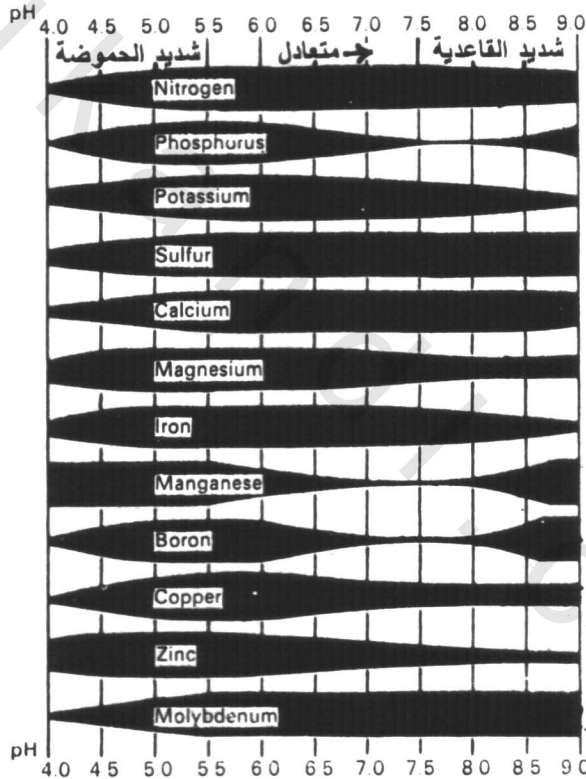 pH
4.0 4.5 5.0 5.5 6.0 6.5 7.0 7.5 8.0 8.5 9.0
شديد الحموضة متعادل شديد القاعدية
Nitrogen
Phosphurus
Potassium
Sulfur
Calcium
Magnesium
Iron
Manganese
Boron
Copper
Zinc
Molybdenum
pH
4.0 4 5 5 0 5 5 6 0 6 5 7.0 7.5 8.0 8 5 9 0